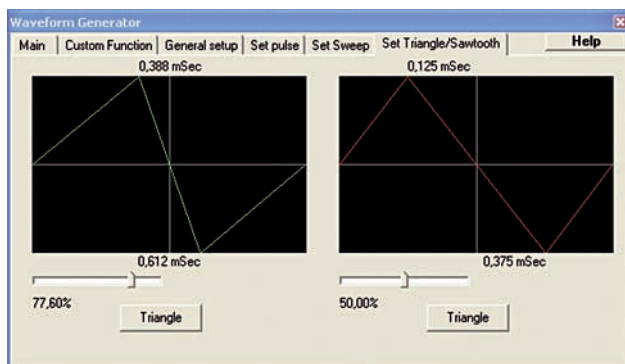 Waveform Generator
Main Custom Function General setup Set pulse Set Sweep Set Triangle/Sawtooth Help
0,388 mSec 0,125 mSec
0,612 mSec 0,375 mSec
77,60% 50,00%
Triangle Triangle